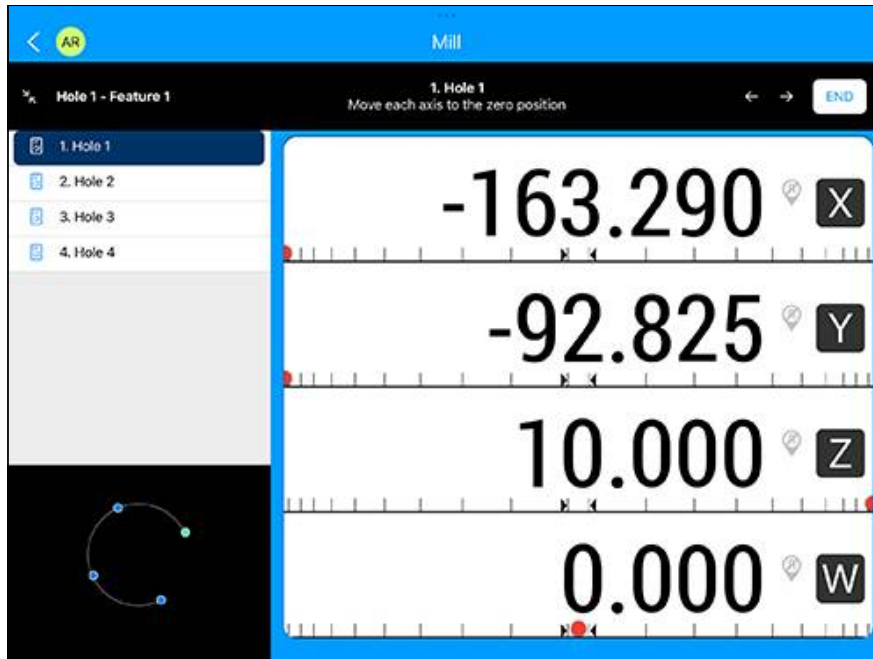 AR
Mill
Hole 1 - Feature 1
1. Hole 1
Move each axis to the zero position
END
1. Hole 1
2. Hole 2
3. Hole 3
4. Hole 4
-163.290 X
-92.825 Y
10.000 Z
0.000 W